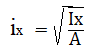 ix = √(Ix/A)